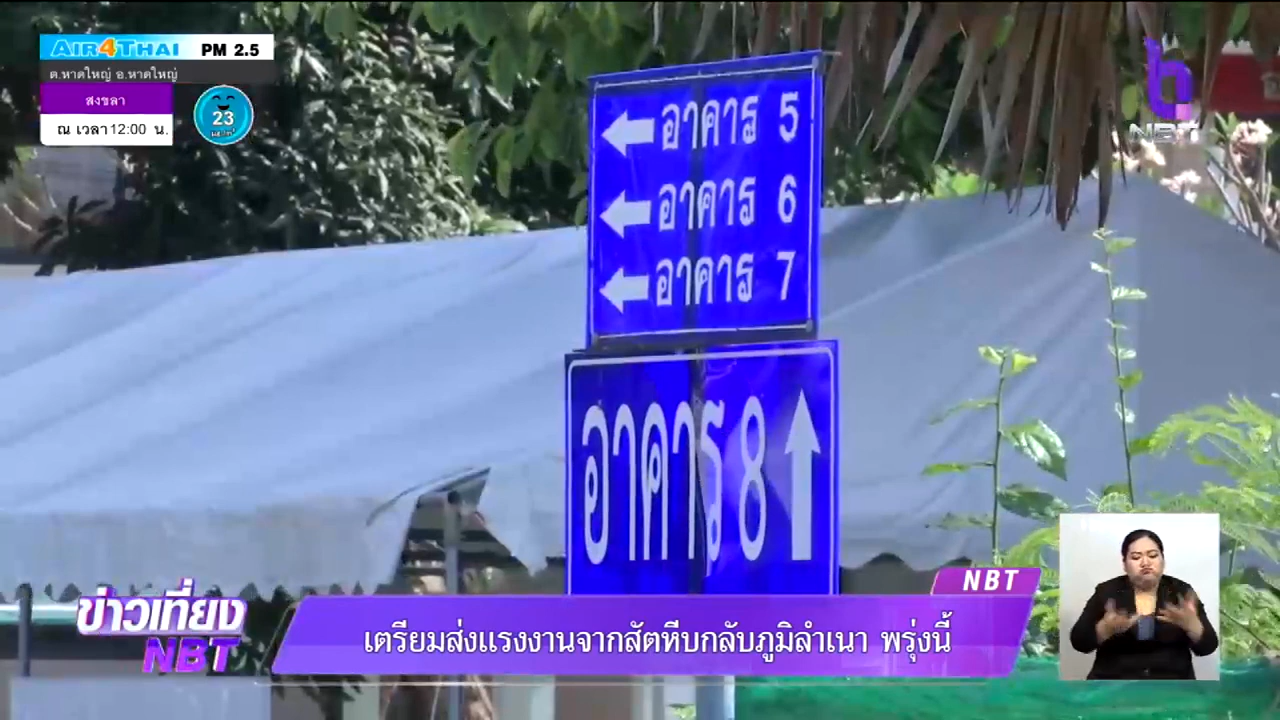 AIR4THAI PM 2.5
ต.หาดใหญ่ อ.หาดใหญ่
สงขลา
23
ณ เวลา 12:00 น.
NBT
อาคาร 5
อาคาร 6
อาคาร 7
อาคาร 8
NBT
ข่าวเที่ยง
NBT
เตรียมส่งแรงงานจากสัตหีบกลับภูมิลำเนา พรุ่งนี้